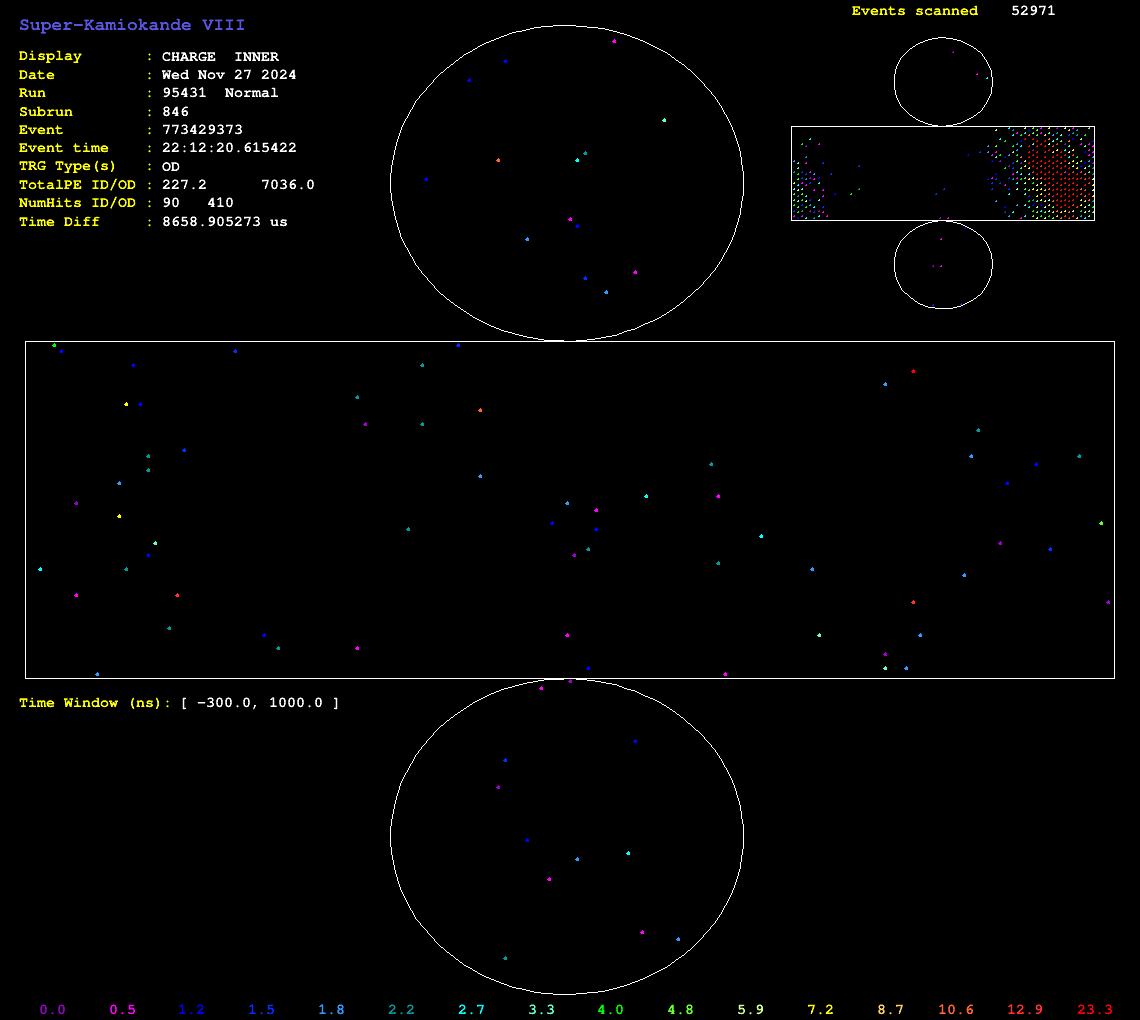 Super-Kamiokande VIII
Events scanned 52971
Display : CHARGE INNER
Date : Wed Nov 27 2024
Run : 95431 Normal
Subrun : 846
Event : 773429373
Event time : 22:12:20.615422
TRG Type(s) : OD
TotalPE ID/OD : 227.2 7036.0
NumHits ID/OD : 90 410
Time Diff : 8658.905273 us
Time Window (ns): [ -300.0, 1000.0 ]
0.0 0.5 1.2 1.5 1.8 2.2 2.7 3.3 4.0 4.8 5.9 7.2 8.7 10.6 12.9 23.3